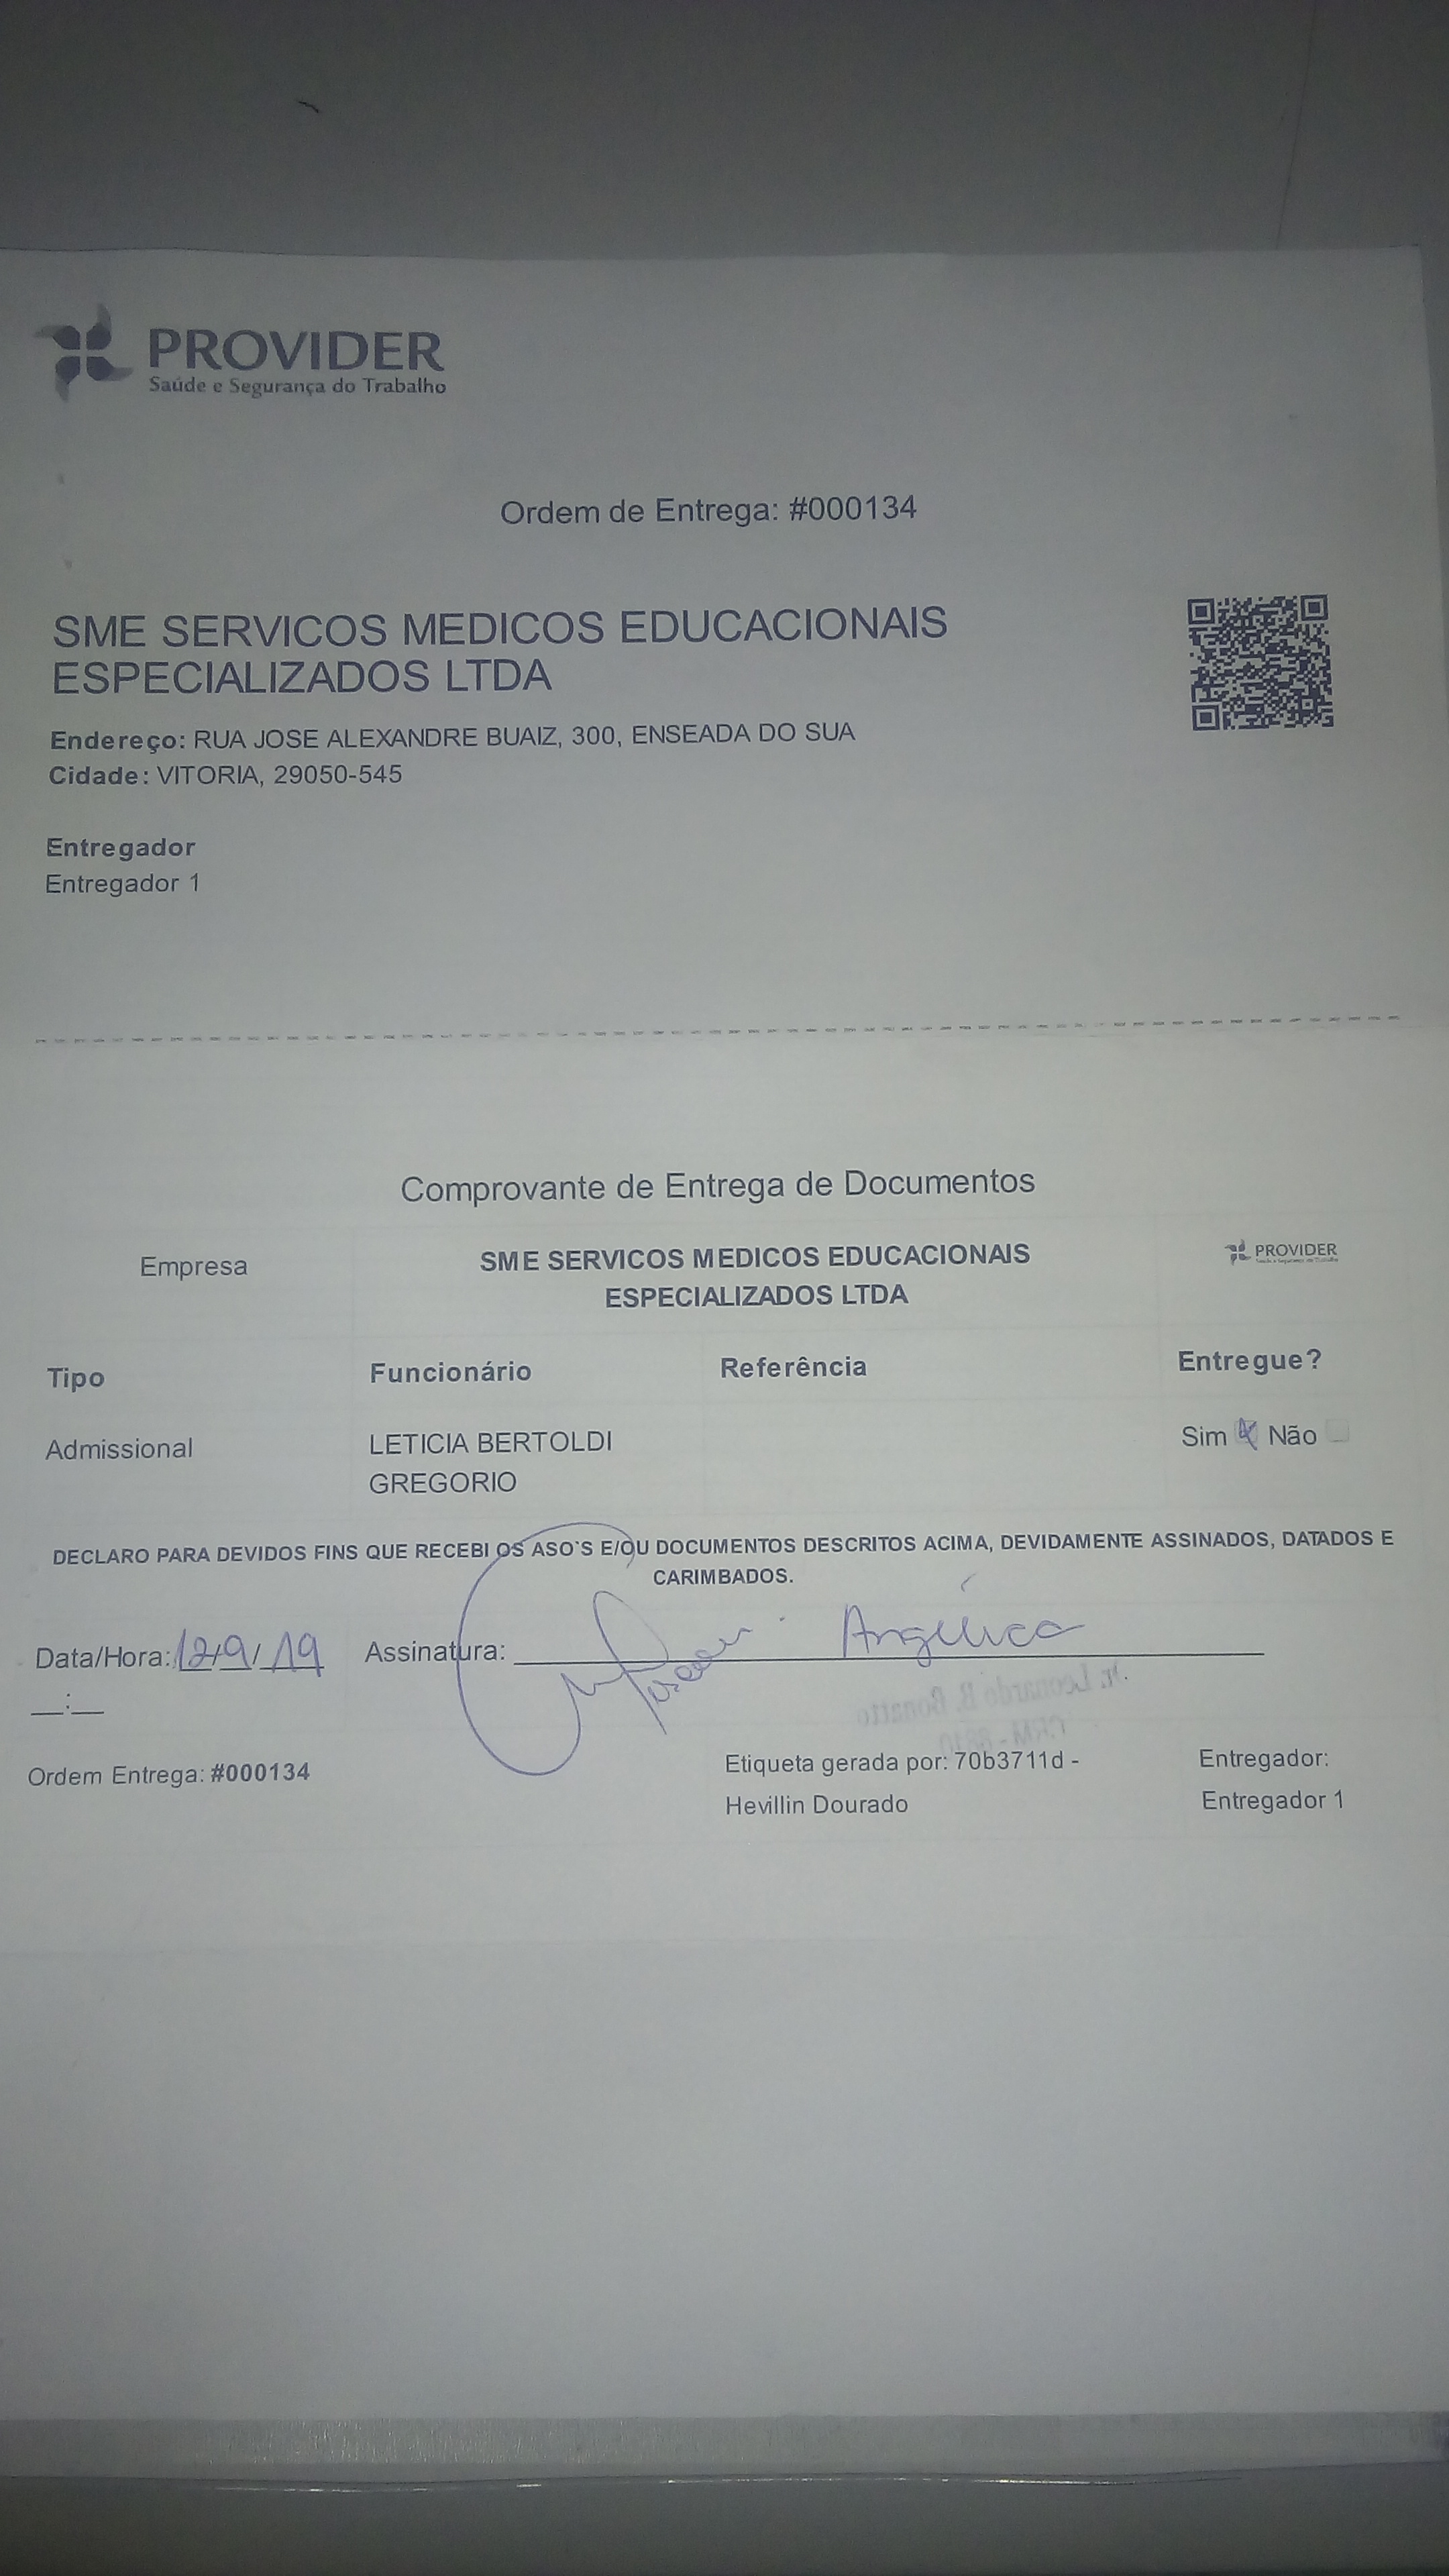 PROVIDER
Saúde e Segurança do Trabalho
Ordem de Entrega: #000134
SME SERVICOS MEDICOS EDUCACIONAIS
ESPECIALIZADOS LTDA
Endereço: RUA JOSE ALEXANDRE BUAIZ, 300, ENSEADA DO SUA
Cidade: VITORIA, 29050-545
Entregador
Entregador 1
Comprovante de Entrega de Documentos
Empresa SME SERVICOS MEDICOS EDUCACIONAIS PROVIDER
ESPECIALIZADOS LTDA
Tipo Funcionário Referência Entregue?
Admissional LETICIA BERTOLDI Sim Não
GREGORIO
DECLARO PARA DEVIDOS FINS QUE RECEBI OS ASO`S E/OU DOCUMENTOS DESCRITOS ACIMA, DEVIDAMENTE ASSINADOS, DATADOS E
CARIMBADOS.
Data/Hora: 12/9/19 Assinatura: Angélica
__:__
Dr. Leonardo B. Bonatto
CRM -
Ordem Entrega: #000134 Etiqueta gerada por: 70b3711d - Entregador:
Hevillin Dourado Entregador 1